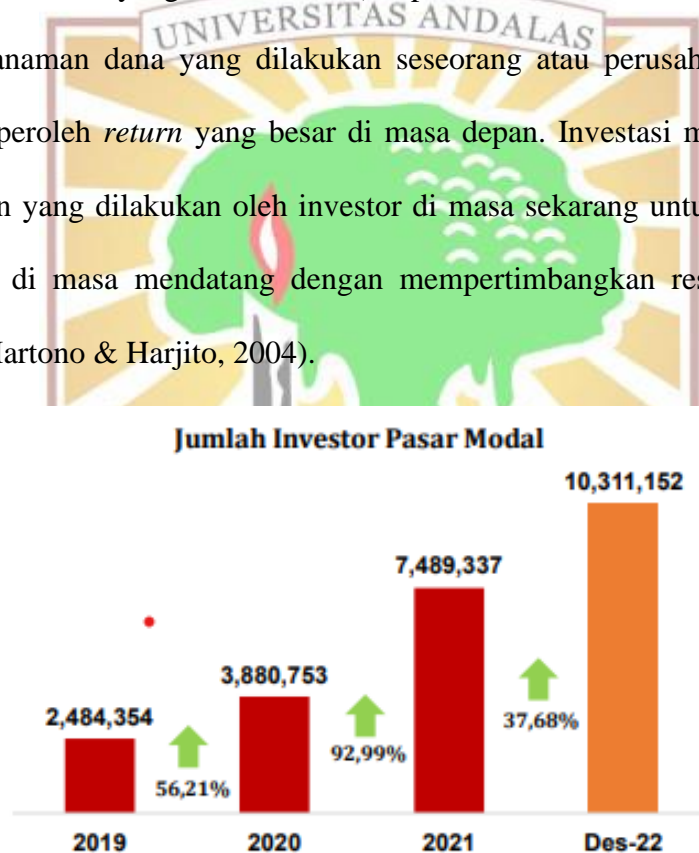 UNIVERSITAS ANDALAS
anaman dana yang dilakukan seseorang atau perusah
peroleh return yang besar di masa depan. Investasi m
n yang dilakukan oleh investor di masa sekarang untu
di masa mendatang dengan mempertimbangkan res
Martono & Harjito, 2004).
Jumlah Investor Pasar Modal
10,311,152
7,489,337
3,880,753
37,68%
2,484,354
92,99%
56,21%
2019 2020 2021 Des-22